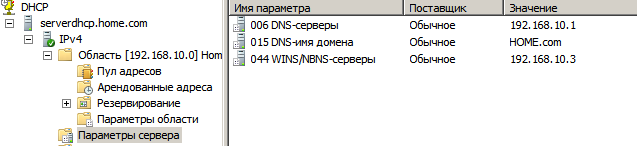 DHCP
serverdhcp.home.com
IPv4
Область [192.168.10.0] Hom
Пул адресов
Арендованные адреса
Резервирование
Параметры области
Параметры сервера
Имя параметра Поставщик Значение
006 DNS-серверы Обычное 192.168.10.1
015 DNS-имя домена Обычное HOME.com
044 WINS/NBNS-серверы Обычное 192.168.10.3